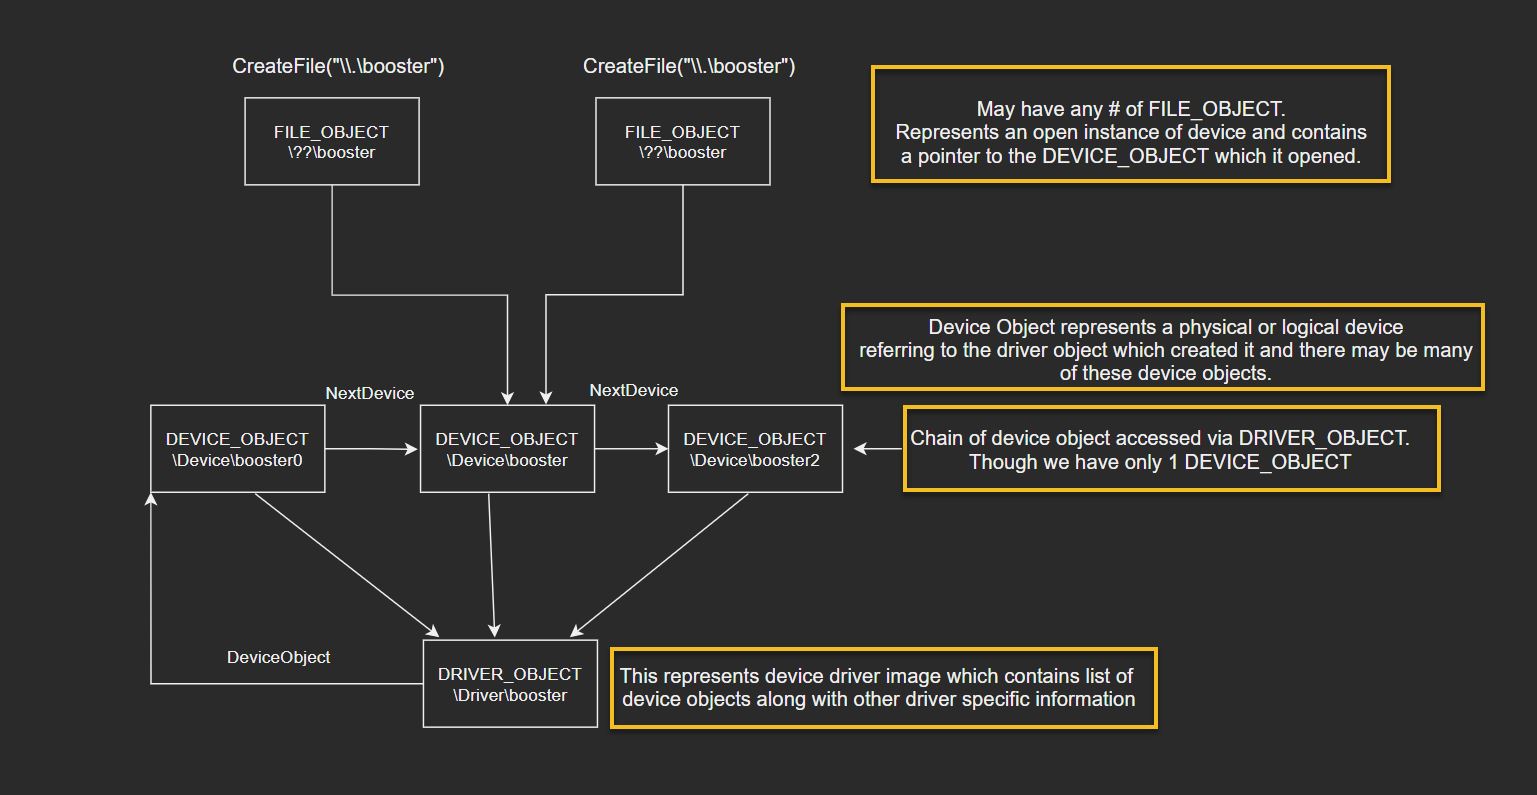 CreateFile("\\.\booster")
CreateFile("\\.\booster")
FILE_OBJECT
\??\booster
FILE_OBJECT
\??\booster
May have any # of FILE_OBJECT.
Represents an open instance of device and contains
a pointer to the DEVICE_OBJECT which it opened.
Device Object represents a physical or logical device
referring to the driver object which created it and there may be many
of these device objects.
NextDevice
NextDevice
DEVICE_OBJECT
\Device\booster0
DEVICE_OBJECT
\Device\booster
DEVICE_OBJECT
\Device\booster2
Chain of device object accessed via DRIVER_OBJECT.
Though we have only 1 DEVICE_OBJECT
DeviceObject
DRIVER_OBJECT
\Driver\booster
This represents device driver image which contains list of
device objects along with other driver specific information